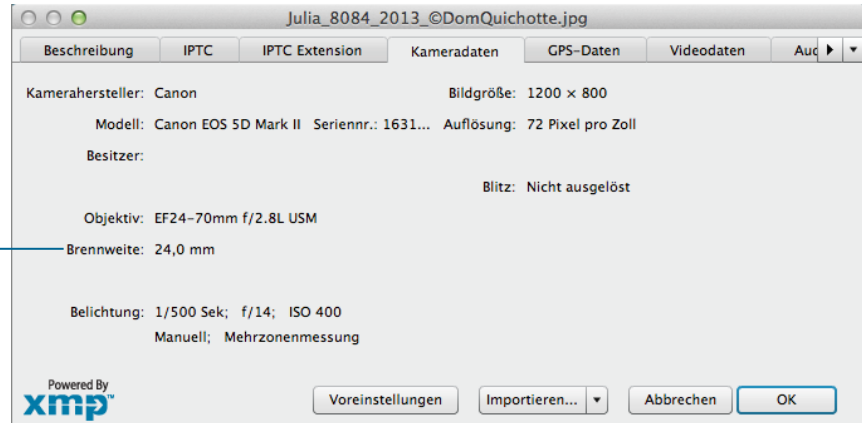 Julia_8084_2013_©DomQuichotte.jpg
Beschreibung IPTC IPTC Extension Kameradaten GPS-Daten Videodaten Aud
Kamerahersteller: Canon Bildgröße: 1200 × 800
Modell: Canon EOS 5D Mark II Seriennr.: 1631... Auflösung: 72 Pixel pro Zoll
Besitzer:
Blitz: Nicht ausgelöst
Objektiv: EF24-70mm f/2.8L USM
Brennweite: 24,0 mm
Belichtung: 1/500 Sek; f/14; ISO 400
Manuell; Mehrzonenmessung
Powered By
xmp™
Voreinstellungen Importieren... Abbrechen OK